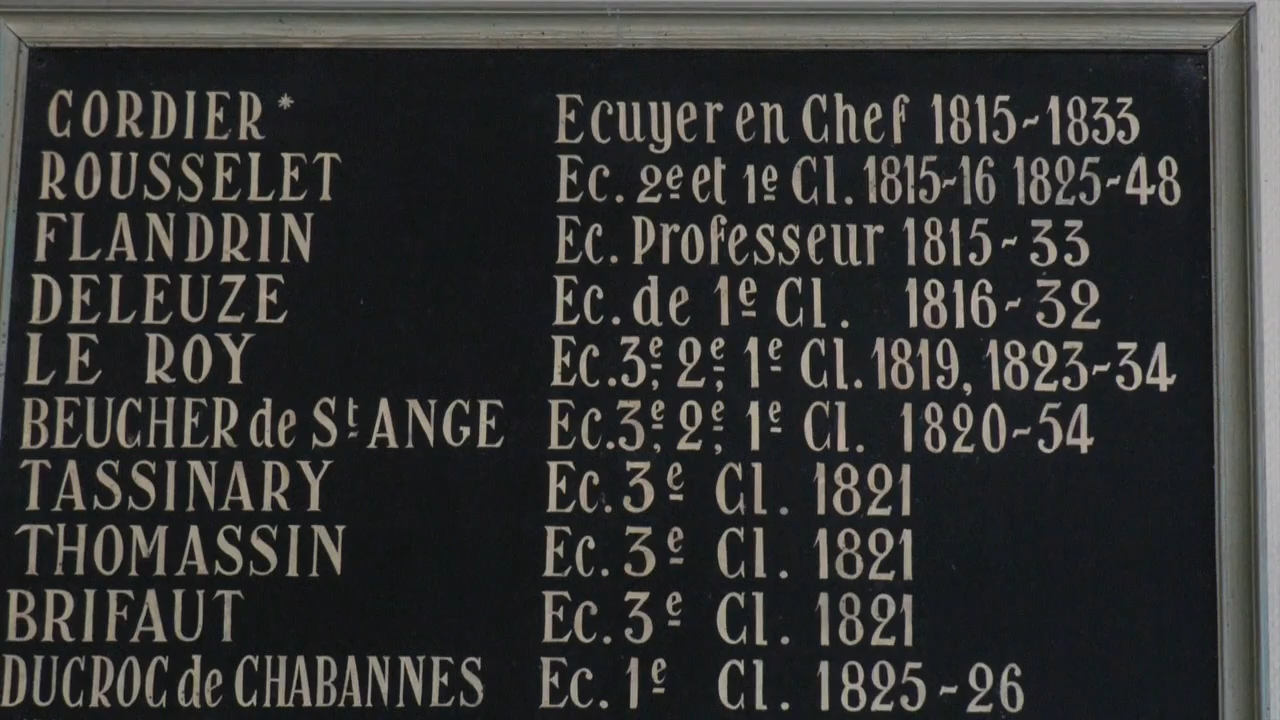 CORDIER* Ecuyer en Chef 1815-1833
ROUSSELET Ec. 2e et 1e Cl. 1815-16 1825-48
FLANDRIN Ec. Professeur 1815-33
DELEUZE Ec. de 1e Cl. 1816-32
LE ROY Ec. 3e, 2e, 1e Cl. 1819, 1823-34
BEUCHER de St ANGE Ec. 3e, 2e, 1e Cl. 1820-54
TASSINARY Ec. 3e Cl. 1821
THOMASSIN Ec. 3e Cl. 1821
BRIFAUT Ec. 3e Cl. 1821
DUCROC de CHABANNES Ec. 1e Cl. 1825-26